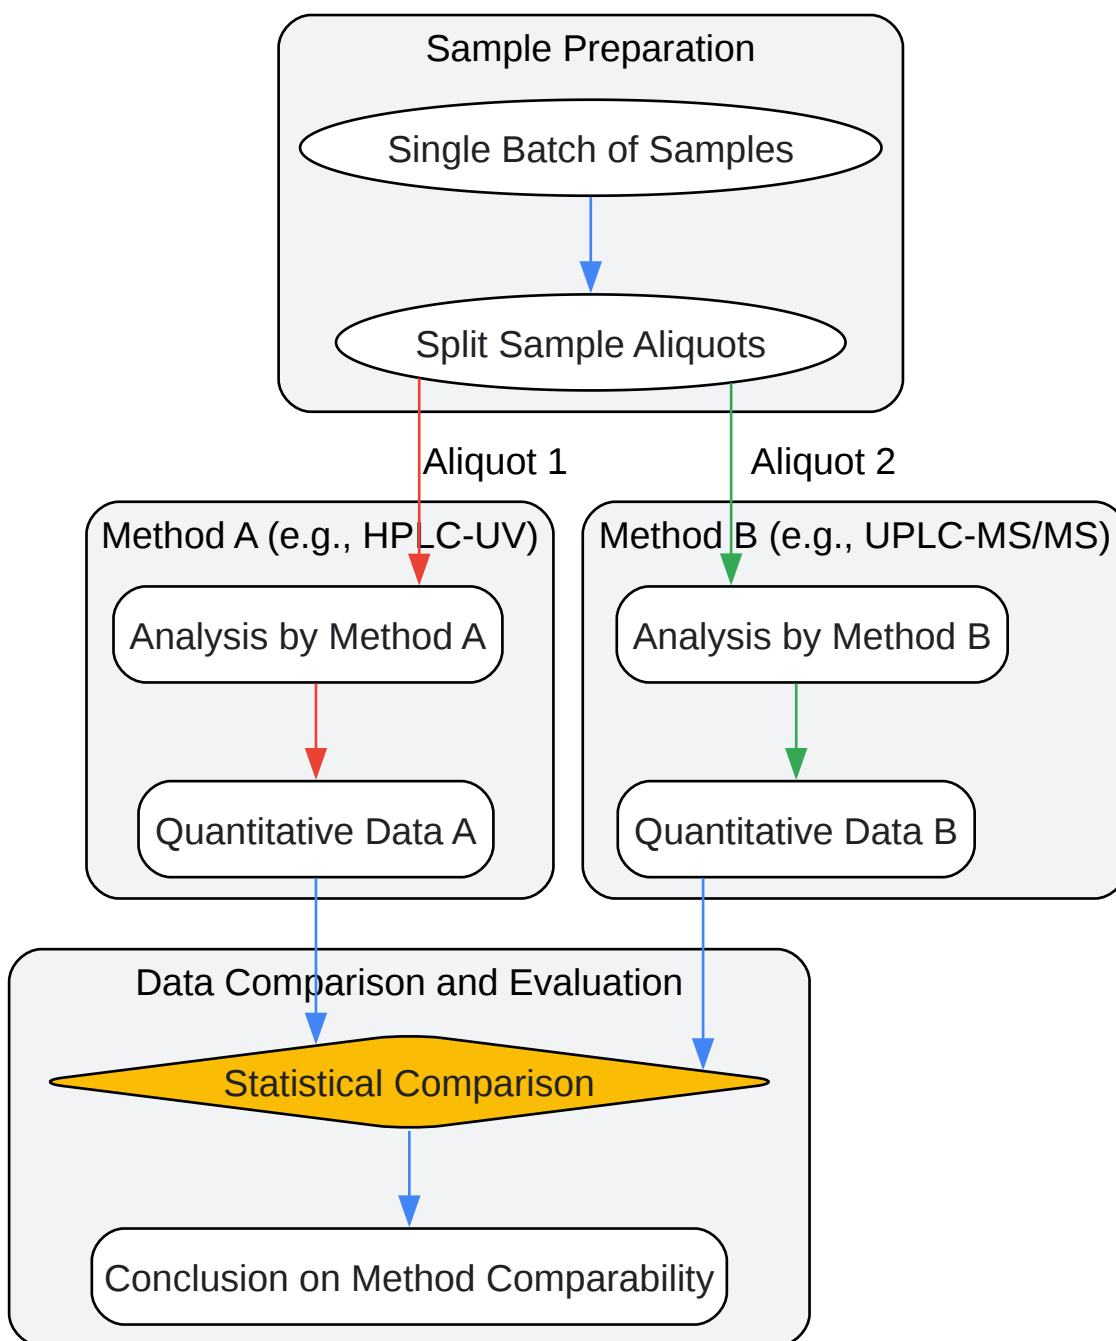 Sample Preparation
Single Batch of Samples
Split Sample Aliquots
Aliquot 1
Aliquot 2
Method A (e.g., HPLC-UV)
Method B (e.g., UPLC-MS/MS)
Analysis by Method A
Analysis by Method B
Quantitative Data A
Quantitative Data B
Data Comparison and Evaluation
Statistical Comparison
Conclusion on Method Comparability